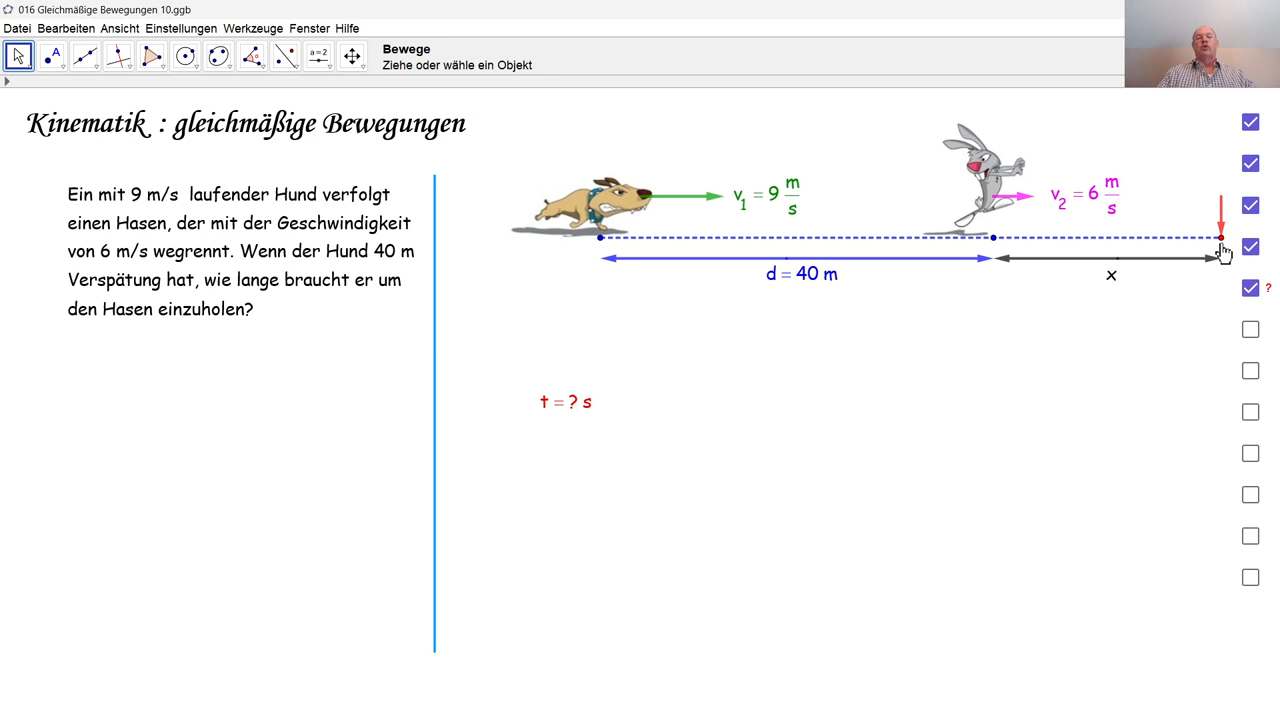 016 Gleichmäßige Bewegungen 10.ggb
Datei Bearbeiten Ansicht Einstellungen Werkzeuge Fenster Hilfe
A
a=2
Bewege
Ziehe oder wähle ein Objekt
Kinematik : gleichmäßige Bewegungen
Ein mit 9 m/s laufender Hund verfolgt
einen Hasen, der mit der Geschwindigkeit
von 6 m/s wegrennt. Wenn der Hund 40 m
Verspätung hat, wie lange braucht er um
den Hasen einzuholen?
v₁ = 9 m/s
v₂ = 6 m/s
d = 40 m
x
?
t = ? s